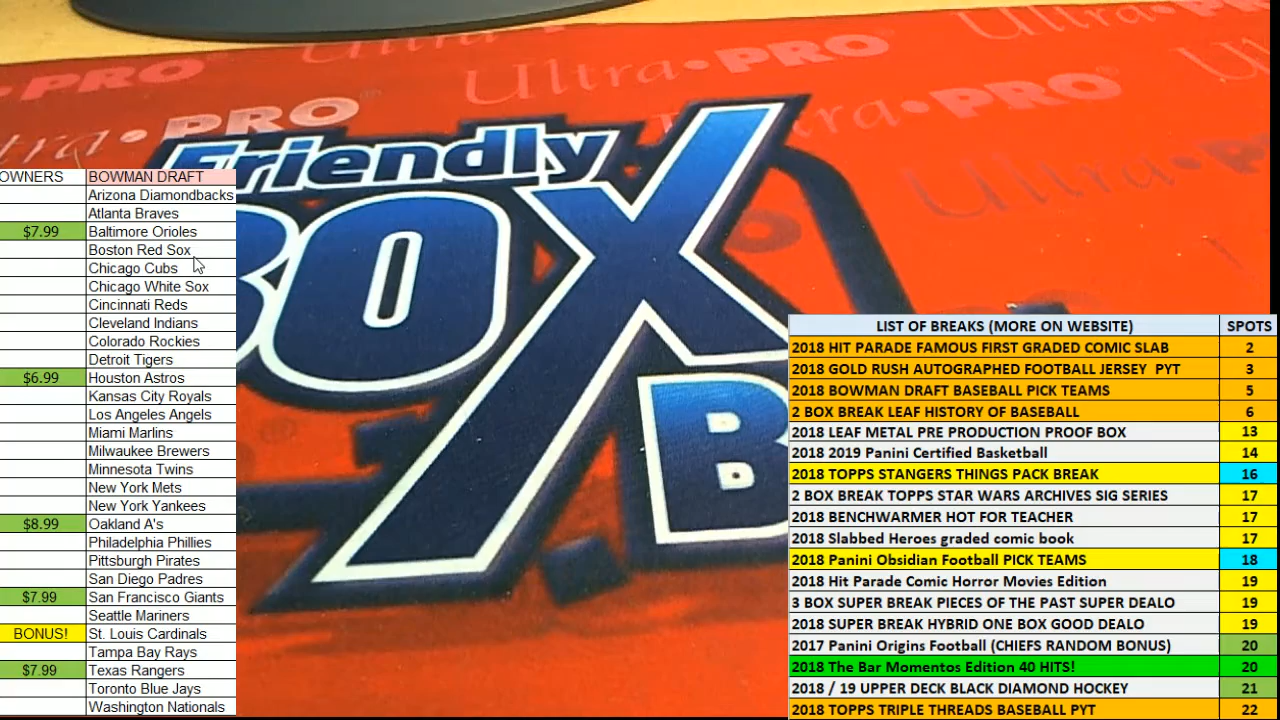 Ultra PRO
Ultra PRO
Ultra PRO
Ultra PRO
Friendly
BOX
B
OWNERS BOWMAN DRAFT
Arizona Diamondbacks
Atlanta Braves
$7.99 Baltimore Orioles
Boston Red Sox
Chicago Cubs
Chicago White Sox
Cincinnati Reds
Cleveland Indians
Colorado Rockies
Detroit Tigers
$6.99 Houston Astros
Kansas City Royals
Los Angeles Angels
Miami Marlins
Milwaukee Brewers
Minnesota Twins
New York Mets
New York Yankees
$8.99 Oakland A's
Philadelphia Phillies
Pittsburgh Pirates
San Diego Padres
$7.99 San Francisco Giants
Seattle Mariners
BONUS! St. Louis Cardinals
Tampa Bay Rays
$7.99 Texas Rangers
Toronto Blue Jays
Washington Nationals
LIST OF BREAKS (MORE ON WEBSITE) SPOTS
2018 HIT PARADE FAMOUS FIRST GRADED COMIC SLAB 2
2018 GOLD RUSH AUTOGRAPHED FOOTBALL JERSEY PYT 3
2018 BOWMAN DRAFT BASEBALL PICK TEAMS 5
2 BOX BREAK LEAF HISTORY OF BASEBALL 6
2018 LEAF METAL PRE PRODUCTION PROOF BOX 13
2018 2019 Panini Certified Basketball 14
2018 TOPPS STANGERS THINGS PACK BREAK 16
2 BOX BREAK TOPPS STAR WARS ARCHIVES SIG SERIES 17
2018 BENCHWARMER HOT FOR TEACHER 17
2018 Slabbed Heroes graded comic book 17
2018 Panini Obsidian Football PICK TEAMS 18
2018 Hit Parade Comic Horror Movies Edition 19
3 BOX SUPER BREAK PIECES OF THE PAST SUPER DEALO 19
2018 SUPER BREAK HYBRID ONE BOX GOOD DEALO 19
2017 Panini Origins Football (CHIEFS RANDOM BONUS) 20
2018 The Bar Momentos Edition 40 HITS! 20
2018 / 19 UPPER DECK BLACK DIAMOND HOCKEY 21
2018 TOPPS TRIPLE THREADS BASEBALL PYT 22